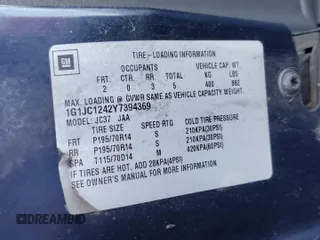 GM
TIRE-LOADING INFORMATION
OCCUPANTS VEHICLE CAP. WT.
FRT CTR RR TOTAL KG LBS
2 0 3 5 400 882
MAX. LOADING @ GVWR SAME AS VEHICLE CAPACITY WEIGHT
1G1JC1242Y7394369
MODEL: JC37 JAA
TIRE SIZE SPEED RTG COLD TIRE PRESSURE
FRT P195/70R14 S 210KPA(30PSI)
RR P195/70R14 S 210KPA(30PSI)
SPA T115/70D14 M 420KPA(60PSI)
IF TIRES ARE HOT, ADD 28KPA(4PSI)
SEE OWNER'S MANUAL FOR ADDITIONAL INFORMATION
DREAMBID